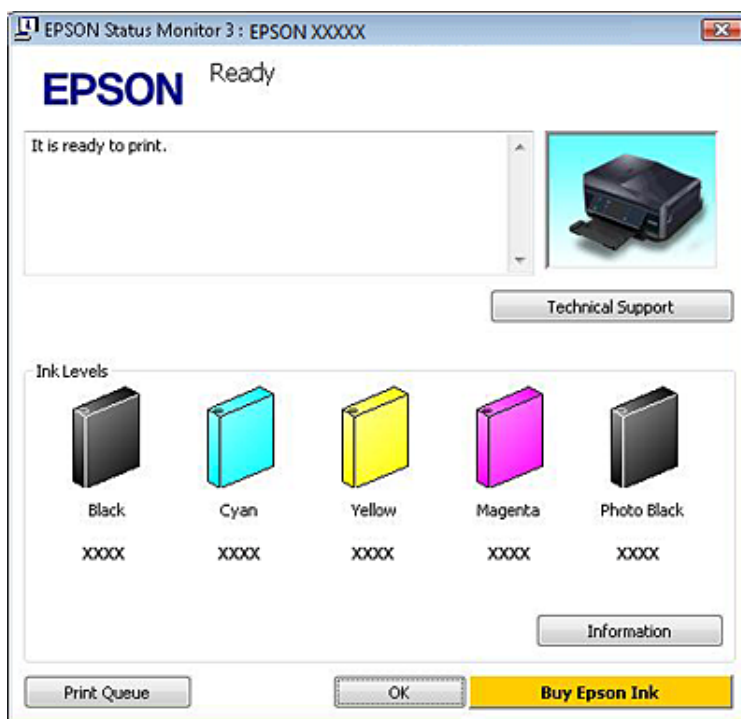 EPSON Status Monitor 3 : EPSON XXXXX
EPSON
Ready
It is ready to print.
Technical Support
Ink Levels
Black Cyan Yellow Magenta Photo Black
XXXX XXXX XXXX XXXX XXXX
Information
Print Queue OK Buy Epson Ink